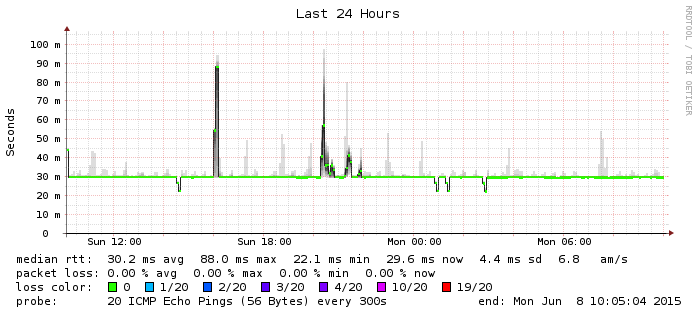 Last 24 Hours
RRDTOOL / TOBI OETIKER
Seconds
100 m
90 m
80 m
70 m
60 m
50 m
40 m
30 m
20 m
10 m
0
Sun 12:00 Sun 18:00 Mon 00:00 Mon 06:00
median rtt: 30.2 ms avg 88.0 ms max 22.1 ms min 29.6 ms now 4.4 ms sd 6.8 am/s
packet loss: 0.00 % avg 0.00 % max 0.00 % min 0.00 % now
loss color: 0 1/20 2/20 3/20 4/20 10/20 19/20
probe: 20 ICMP Echo Pings (56 Bytes) every 300s end: Mon Jun 8 10:05:04 2015